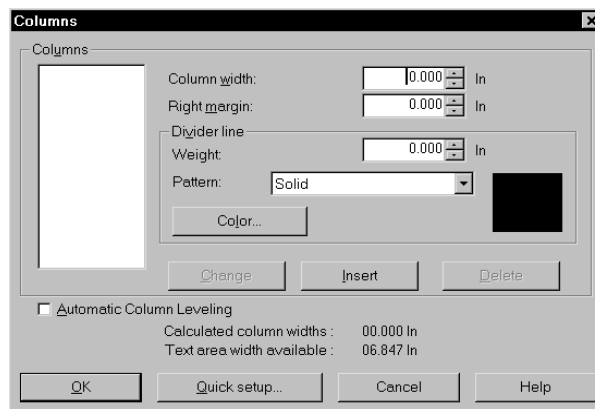 Columns
Columns
Column width: 0.000 In
Right margin: 0.000 In
Divider line
Weight: 0.000 In
Pattern: Solid
Color...
Change Insert Delete
Automatic Column Leveling
Calculated column widths : 00.000 In
Text area width available : 06.847 In
OK Quick setup... Cancel Help